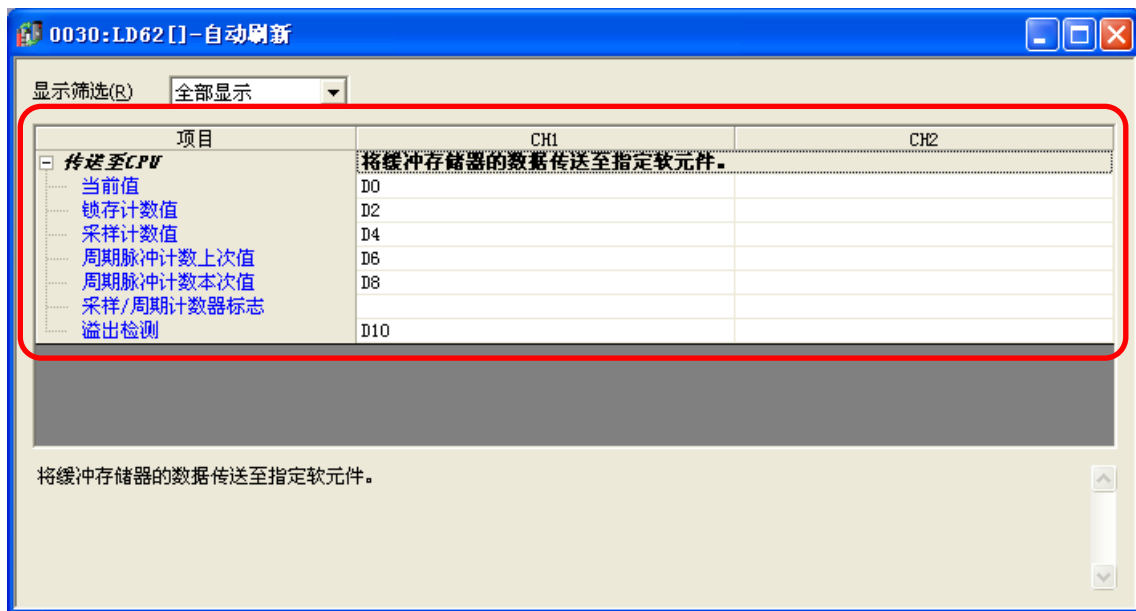 0030:LD62[]-自动刷新
显示筛选(R) 全部显示
项目 CH1 CH2
传送至CPU 将缓冲存储器的数据传送至指定软元件。
当前值 D0
锁存计数值 D2
采样计数值 D4
周期脉冲计数上次值 D6
周期脉冲计数本次值 D8
采样/周期计数器标志
溢出检测 D10
将缓冲存储器的数据传送至指定软元件。